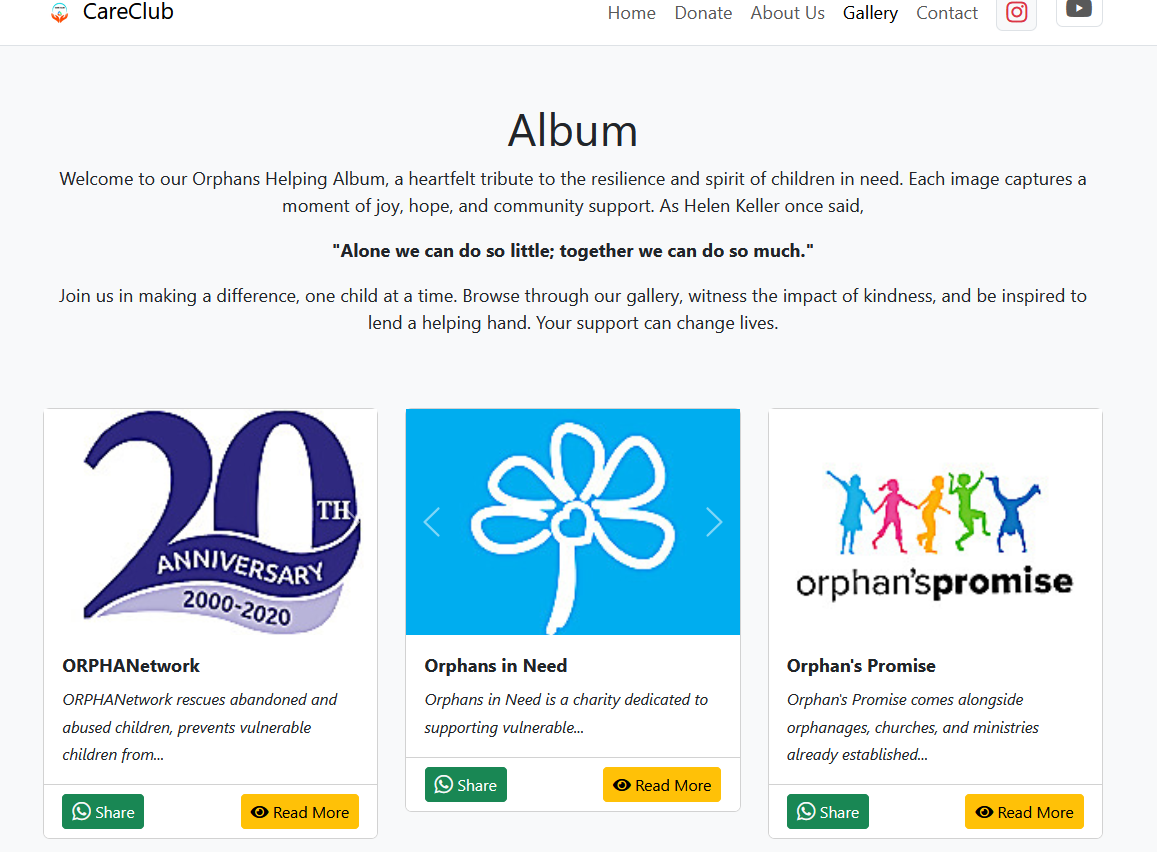 CareClub
Home Donate About Us Gallery Contact
Album
Welcome to our Orphans Helping Album, a heartfelt tribute to the resilience and spirit of children in need. Each image captures a
moment of joy, hope, and community support. As Helen Keller once said,
"Alone we can do so little; together we can do so much."
Join us in making a difference, one child at a time. Browse through our gallery, witness the impact of kindness, and be inspired to
lend a helping hand. Your support can change lives.
20TH
ANNIVERSARY
2000-2020
ORPHANetwork
ORPHANetwork rescues abandoned and
abused children, prevents vulnerable
children from...
Share Read More
Orphans in Need
Orphans in Need is a charity dedicated to
supporting vulnerable...
Share Read More
orphan'spromise
Orphan's Promise
Orphan's Promise comes alongside
orphanages, churches, and ministries
already established...
Share Read More